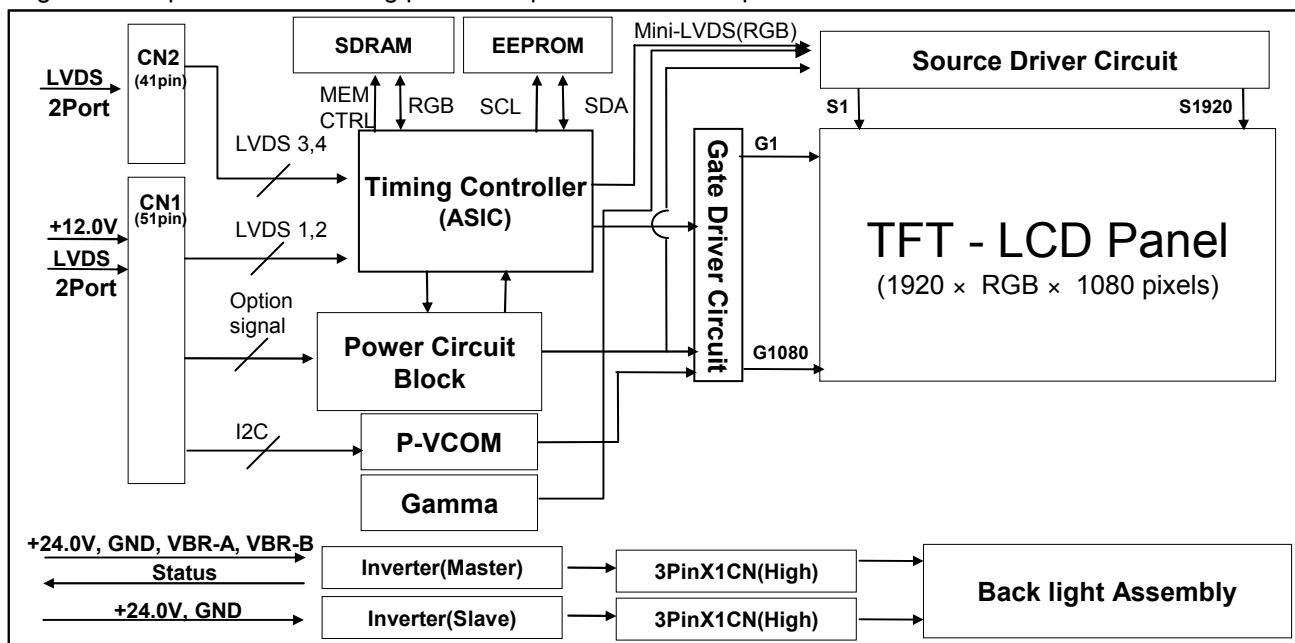 CN2
(41pin)
LVDS
2Port
SDRAM
EEPROM
Mini-LVDS(RGB)
Source Driver Circuit
MEM
CTRL
RGB
SCL
SDA
S1
S1920
LVDS 3,4
Timing Controller
(ASIC)
Gate Driver Circuit
G1
CN1
(51pin)
+12.0V
LVDS
2Port
LVDS 1,2
TFT - LCD Panel
(1920 × RGB × 1080 pixels)
Option
signal
Power Circuit
Block
G1080
I2C
P-VCOM
Gamma
+24.0V, GND, VBR-A, VBR-B
Status
Inverter(Master)
3PinX1CN(High)
Back light Assembly
+24.0V, GND
Inverter(Slave)
3PinX1CN(High)